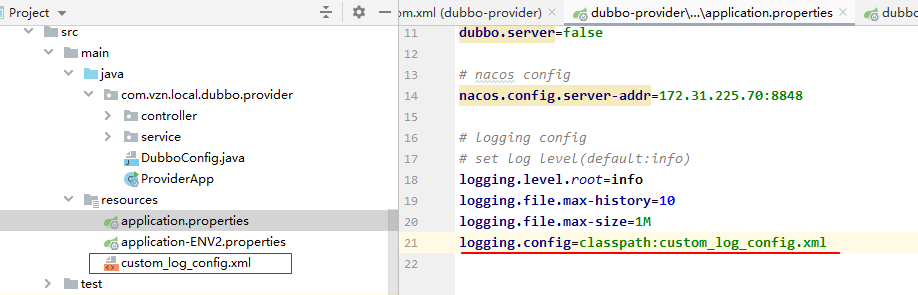 Project
src
main
java
com.vzn.local.dubbo.provider
controller
service
DubboConfig.java
ProviderApp
resources
application.properties
application-ENV2.properties
custom_log_config.xml
test
om.xml (dubbo-provider)
dubbo-provider\...\application.properties
dubbo
11 dubbo.server=false
12
13 # nacos config
14 nacos.config.server-addr=172.31.225.70:8848
15
16 # logging config
17 # set log level(default:info)
18 logging.level.root=info
19 logging.file.max-history=10
20 logging.file.max-size=1M
21 logging.config=classpath:custom_log_config.xml
22